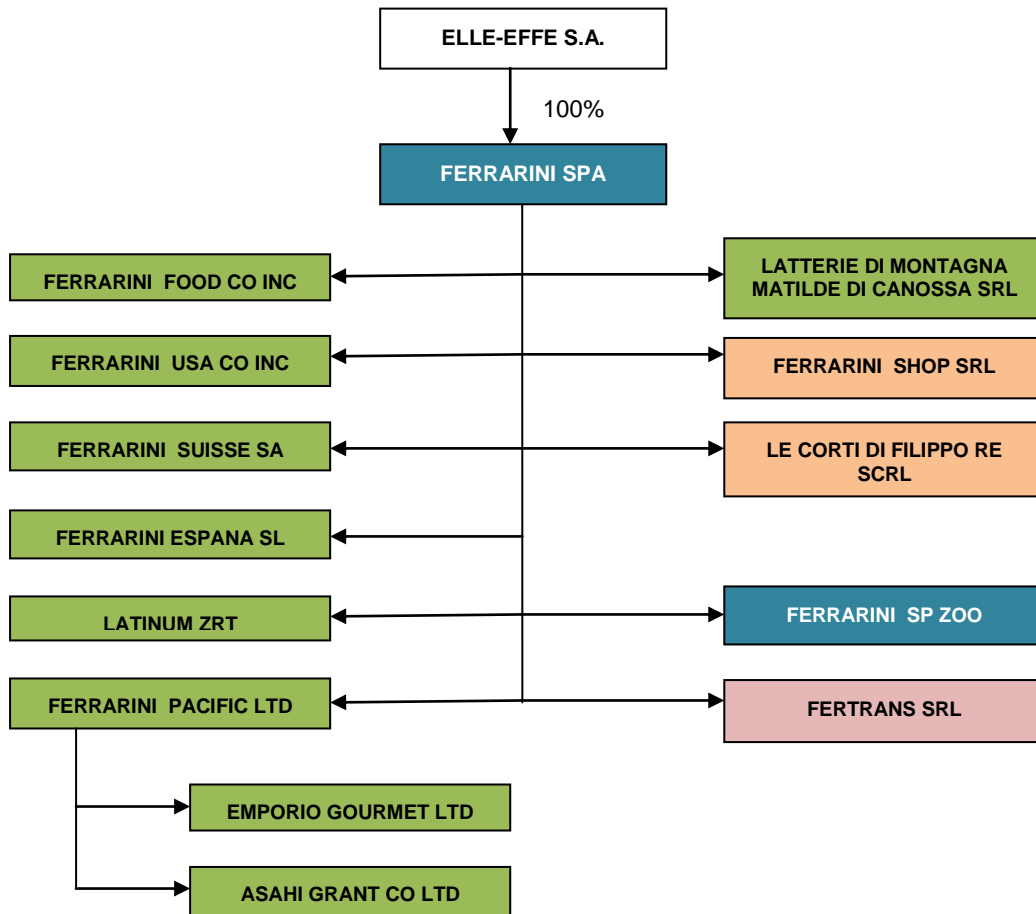 ELLE-EFFE S.A.
100%
FERRARINI SPA
FERRARINI FOOD CO INC
LATTERIE DI MONTAGNA
MATILDE DI CANOSSA SRL
FERRARINI USA CO INC
FERRARINI SHOP SRL
FERRARINI SUISSE SA
LE CORTI DI FILIPPO RE
SCRL
FERRARINI ESPANA SL
LATINUM ZRT
FERRARINI SP ZOO
FERRARINI PACIFIC LTD
FERTRANS SRL
EMPORIO GOURMET LTD
ASAHI GRANT CO LTD